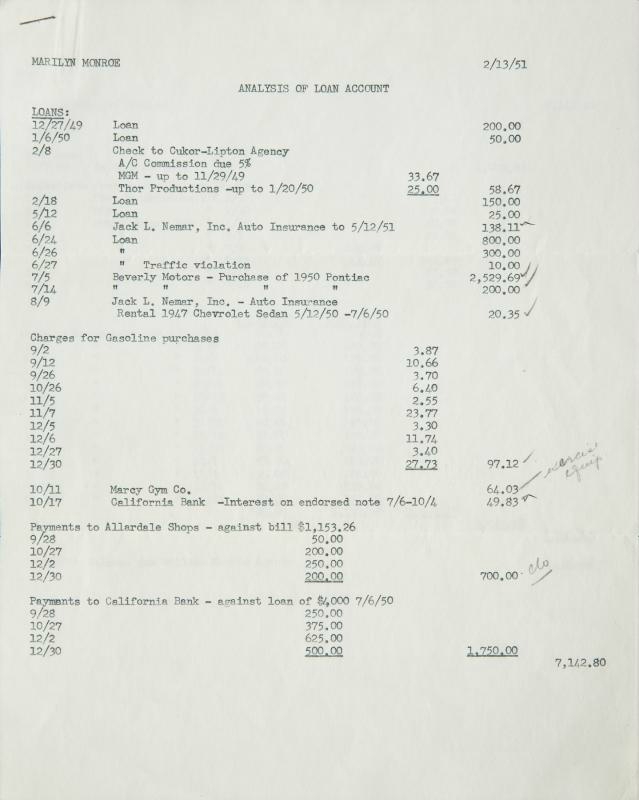 MARILYN MONROE 2/13/51
ANALYSIS OF LOAN ACCOUNT
LOANS:
12/27/49 Loan 200.00
1/6/50 Loan 50.00
2/8 Check to Cukor-Lipton Agency
A/C Commission due 5%
MGM - up to 11/29/49 33.67
Thor Productions -up to 1/20/50 25.00 58.67
2/18 Loan 150.00
5/12 Loan 25.00
6/6 Jack L. Nemar, Inc. Auto Insurance to 5/12/51 138.11
6/24 Loan 800.00
6/26 " 300.00
6/27 " Traffic violation 10.00
7/5 Beverly Motors - Purchase of 1950 Pontiac 2,529.69
7/14 " " " " 200.00
8/9 Jack L. Nemar, Inc. - Auto Insurance
Rental 1947 Chevrolet Sedan 5/12/50 -7/6/50 20.35
Charges for Gasoline purchases
9/2 3.87
9/12 10.66
9/26 3.70
10/26 6.40
11/5 2.55
11/7 23.77
12/5 3.30
12/6 11.74
12/27 3.40
12/30 27.73 97.12
exercise
equip
10/11 Marcy Gym Co. 64.03
10/17 California Bank -Interest on endorsed note 7/6-10/4 49.83
Payments to Allardale Shops - against bill $1,153.26
9/28 50.00
10/27 200.00
12/2 250.00
12/30 200.00 700.00 clo
Payments to California Bank - against loan of $4,000 7/6/50
9/28 250.00
10/27 375.00
12/2 625.00
12/30 500.00 1,750.00
7,142.80